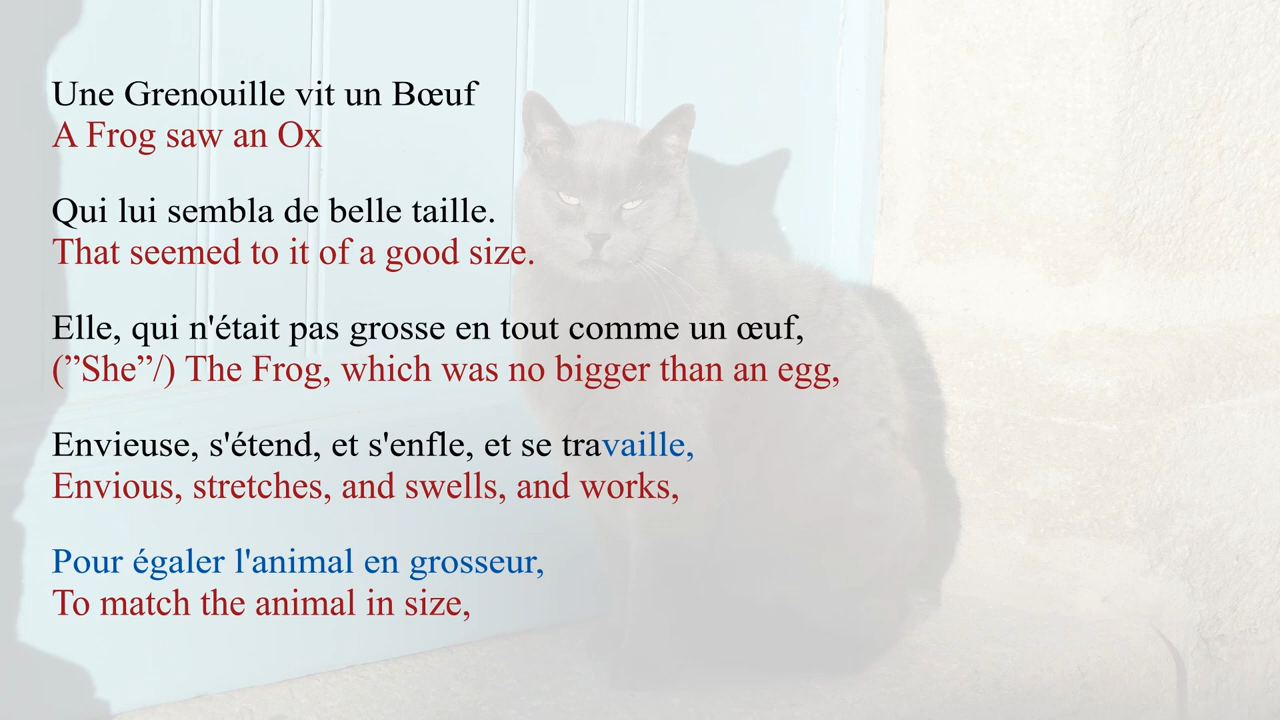 Une Grenouille vit un Bœuf
A Frog saw an Ox
Qui lui sembla de belle taille.
That seemed to it of a good size.
Elle, qui n'était pas grosse en tout comme un œuf,
(”She”/) The Frog, which was no bigger than an egg,
Envieuse, s'étend, et s'enfle, et se travaille,
Envious, stretches, and swells, and works,
Pour égaler l'animal en grosseur,
To match the animal in size,